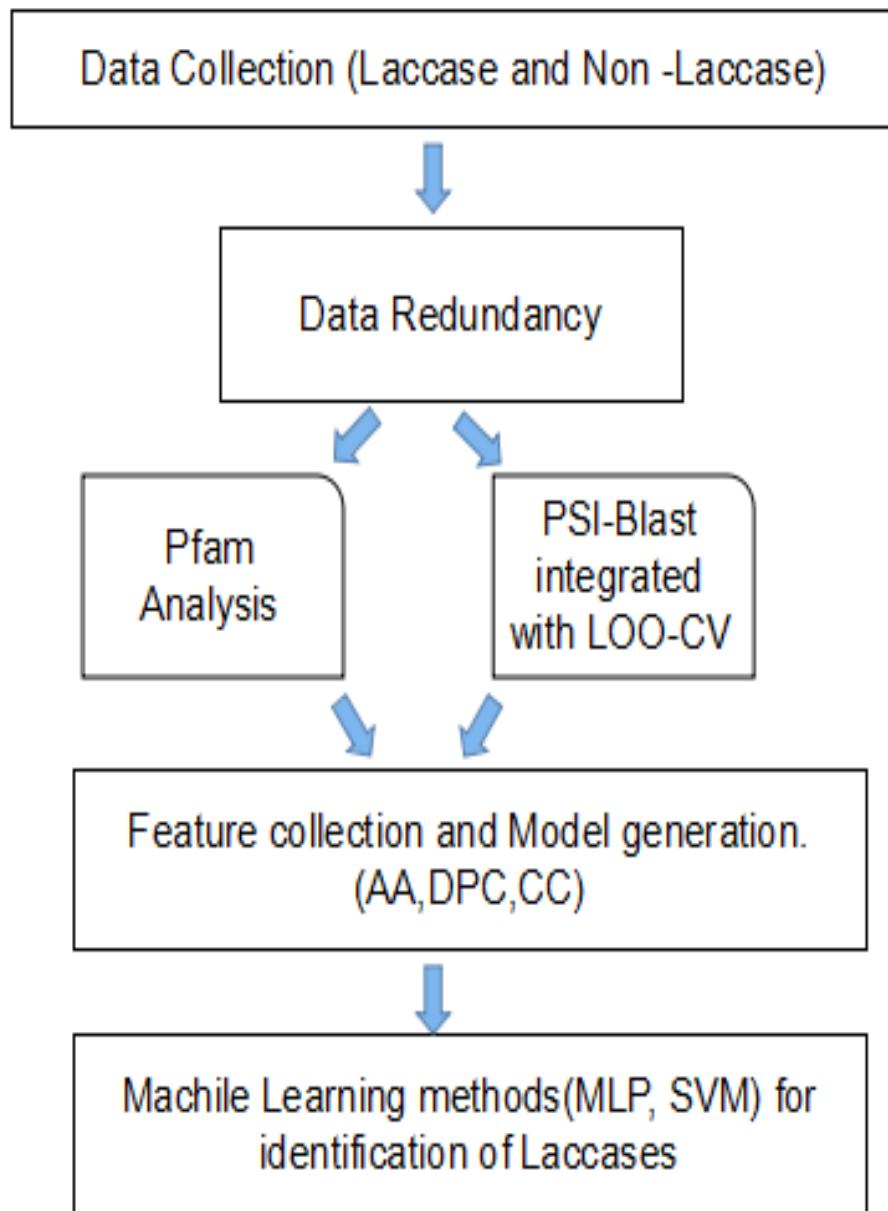 Data Collection (Laccase and Non -Laccase)
Data Redundancy
Pfam
Analysis
PSI-Blast
integrated
with LOO-CV
Feature collection and Model generation.
(AA,DPC,CC)
Machile Learning methods(MLP, SVM) for
identification of Laccases